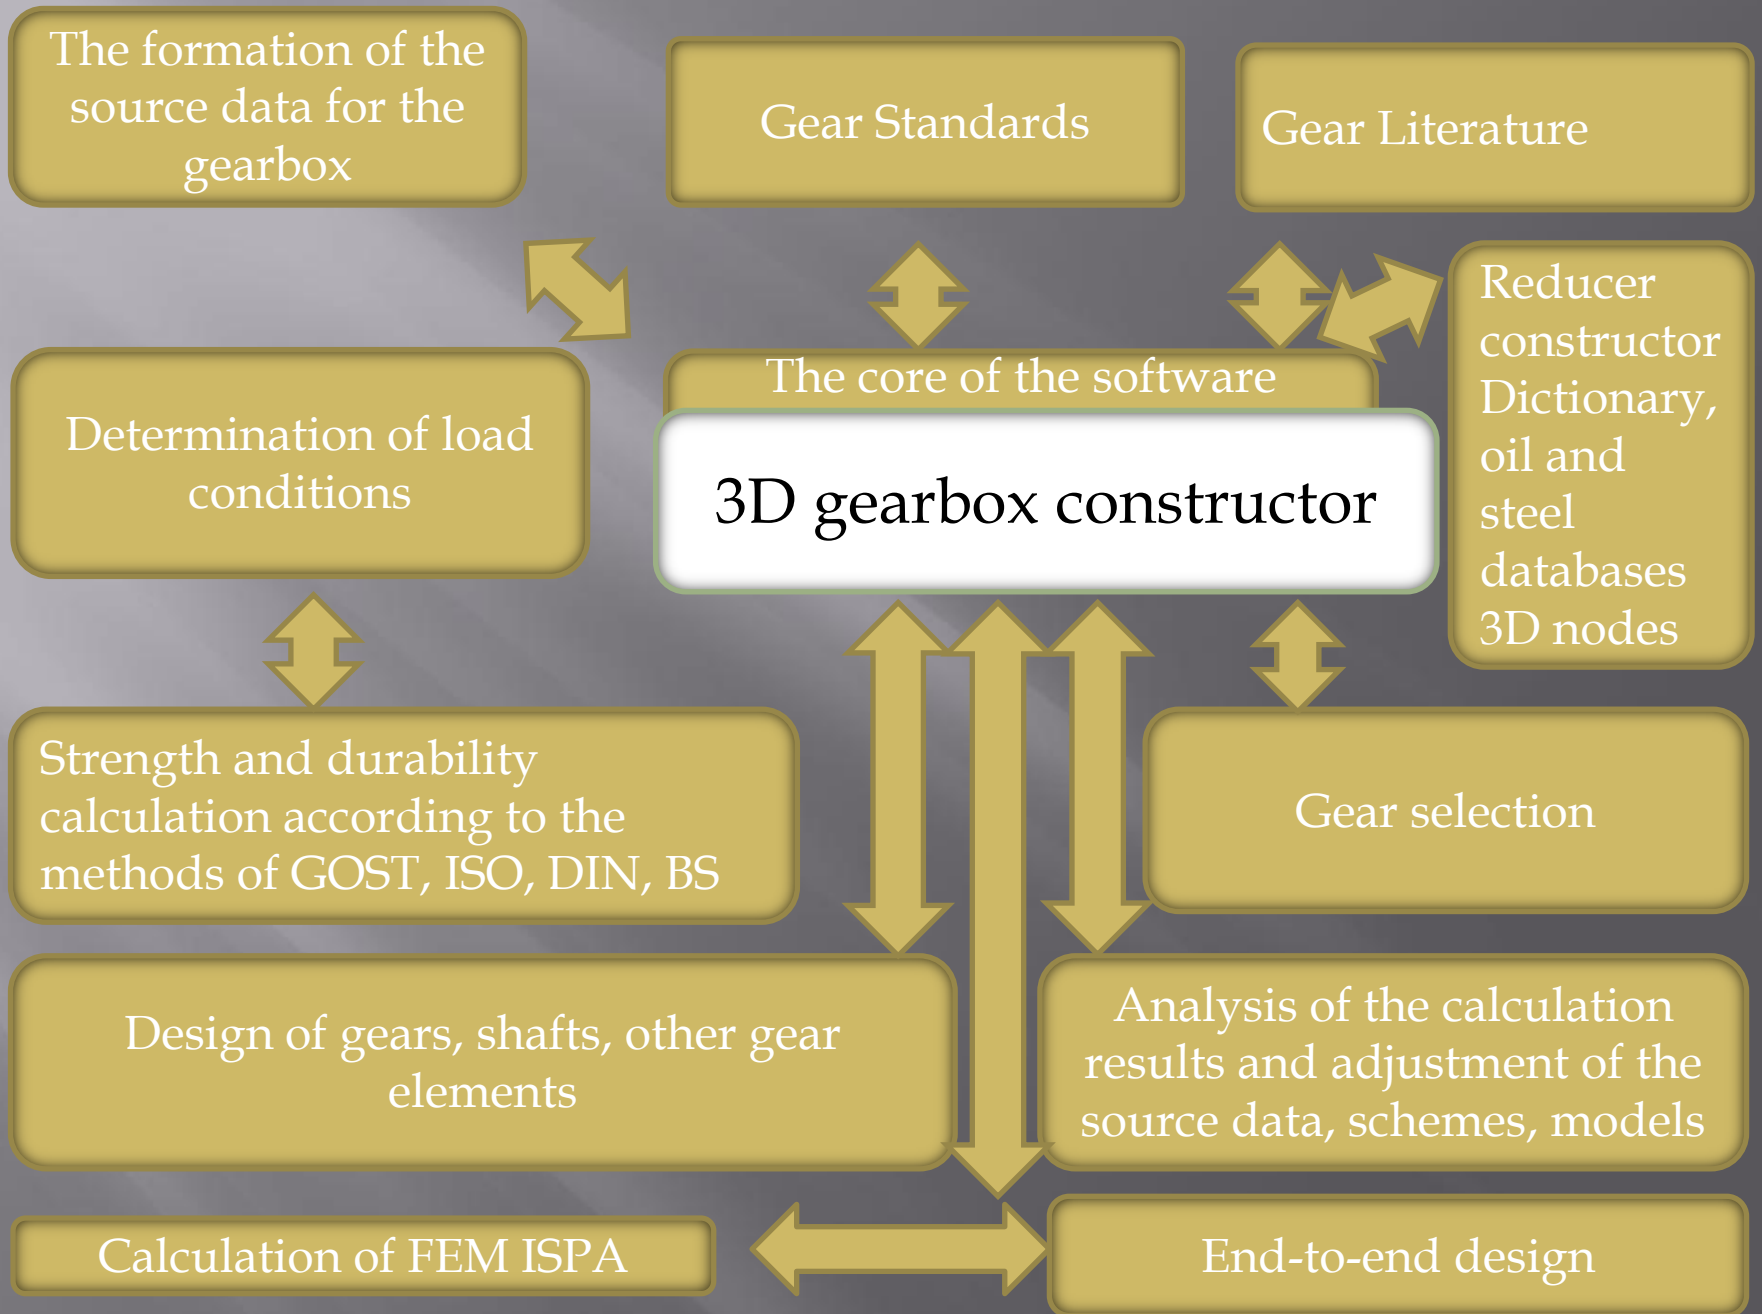 The formation of the
source data for the
gearbox
Gear Standards
Gear Literature
Reducer
constructor
Dictionary,
oil and
steel
databases
3D nodes
The core of the software
3D gearbox constructor
Determination of load
conditions
Strength and durability
calculation according to the
methods of GOST, ISO, DIN, BS
Gear selection
Design of gears, shafts, other gear
elements
Analysis of the calculation
results and adjustment of the
source data, schemes, models
Calculation of FEM ISPA
End-to-end design